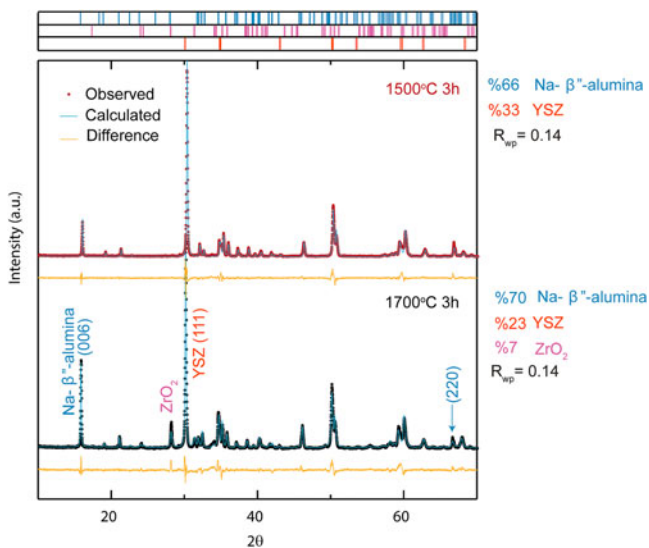 Observed
Calculated
Difference
1500°C 3h
%66 Na- β"-alumina
%33 YSZ
Rwp= 0.14
Intensity (a.u.)
1700°C 3h
%70 Na- β"-alumina
%23 YSZ
%7 ZrO2
Rwp= 0.14
Na- β"-alumina
(006)
ZrO2
YSZ (111)
(220)
20
40
60
2θ